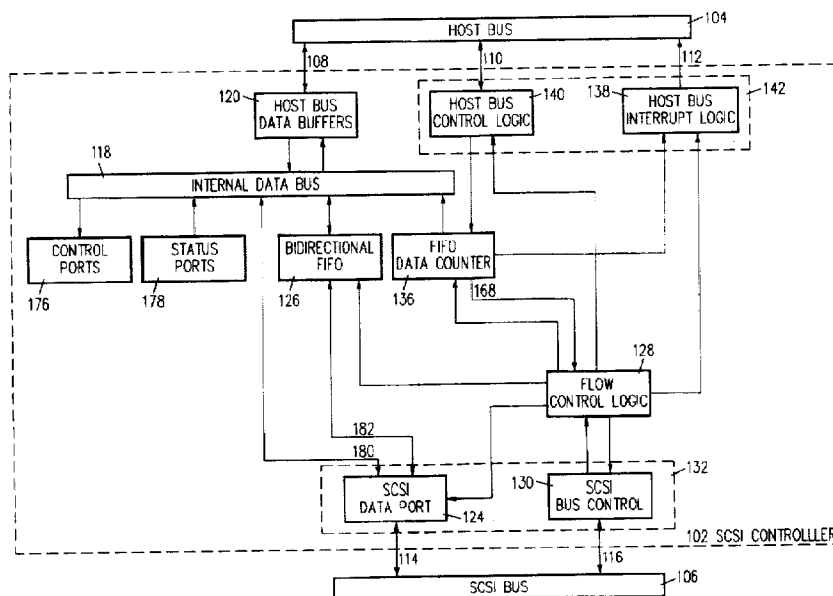 HOST BUS
104
108
110
112
120
HOST BUS
DATA BUFFERS
HOST BUS
CONTROL LOGIC
140
138
HOST BUS
INTERRUPT LOGIC
142
118
INTERNAL DATA BUS
CONTROL
PORTS
176
STATUS
PORTS
178
BIDIRECTIONAL
FIFO
126
FIFO
DATA COUNTER
136
168
128
FLOW
CONTROL LOGIC
182
180
132
SCSI
DATA PORT
124
130
SCSI
BUS CONTROL
102 SCSI CONTROLLLER
114
116
SCSI BUS
106